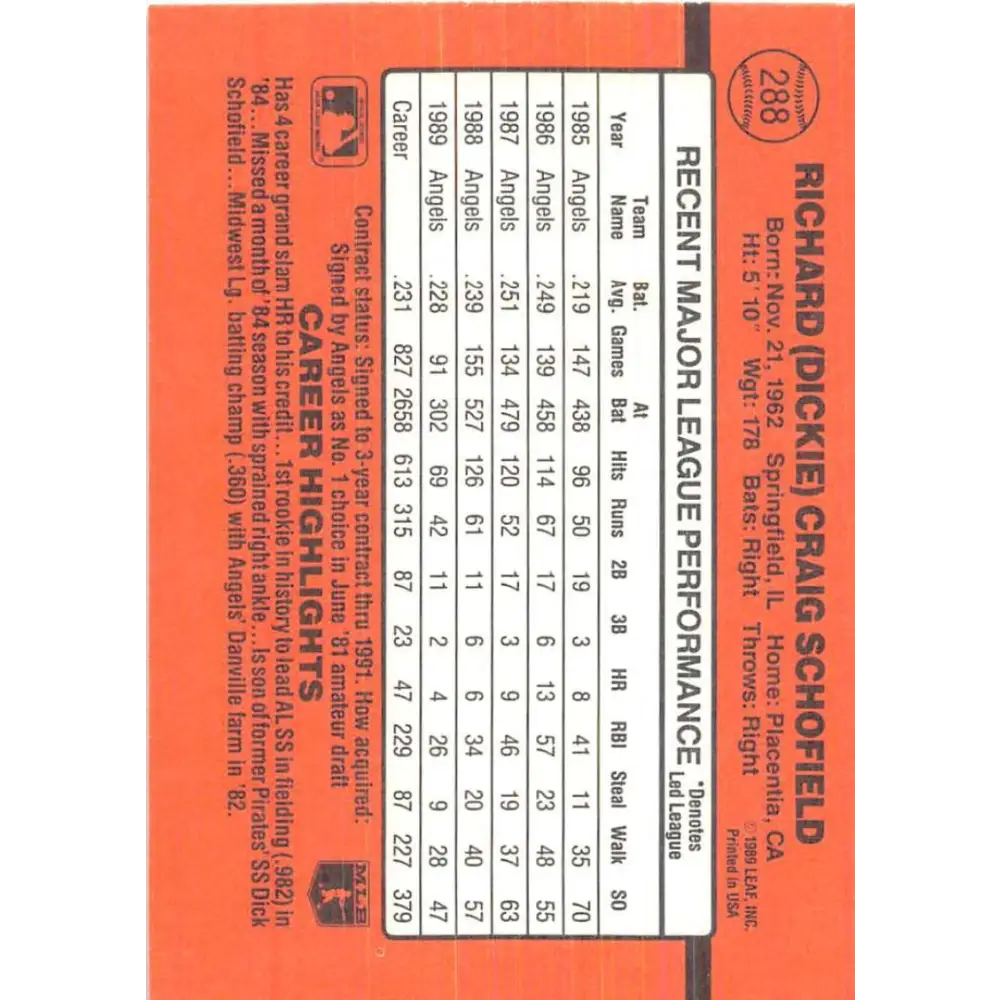 288
RICHARD (DICKIE) CRAIG SCHOFIELD
Born: Nov. 21, 1962 Springfield, IL Home: Placentia, CA
Ht: 5' 10" Wgt: 178 Bats: Right Throws: Right
© 1989 LEAF, INC.
Printed in USA
RECENT MAJOR LEAGUE PERFORMANCE *Denotes Led League
Year Team Name Bat. Avg. Games At Bat Hits Runs 2B 3B HR RBI Steal Walk SO
1985 Angels .219 147 438 96 50 19 3 8 41 11 35 70
1986 Angels .249 139 458 114 67 17 6 13 57 23 48 55
1987 Angels .251 134 479 120 52 17 3 9 46 19 37 63
1988 Angels .239 155 527 126 61 11 6 6 34 20 40 57
1989 Angels .228 91 302 69 42 11 2 4 26 9 28 47
Career .231 827 2658 613 315 87 23 47 229 87 227 379
Contract status: Signed to 3-year contract thru 1991. How acquired:
Signed by Angels as No. 1 choice in June '81 amateur draft
MLB
CAREER HIGHLIGHTS
Has 4 career grand slam HR to his credit... 1st rookie in history to lead AL SS in fielding (.982) in
'84... Missed a month of '84 season with sprained right ankle... Is son of former Pirates' SS Dick
Schofield... Midwest Lg. batting champ (.360) with Angels' Danville farm in '82.